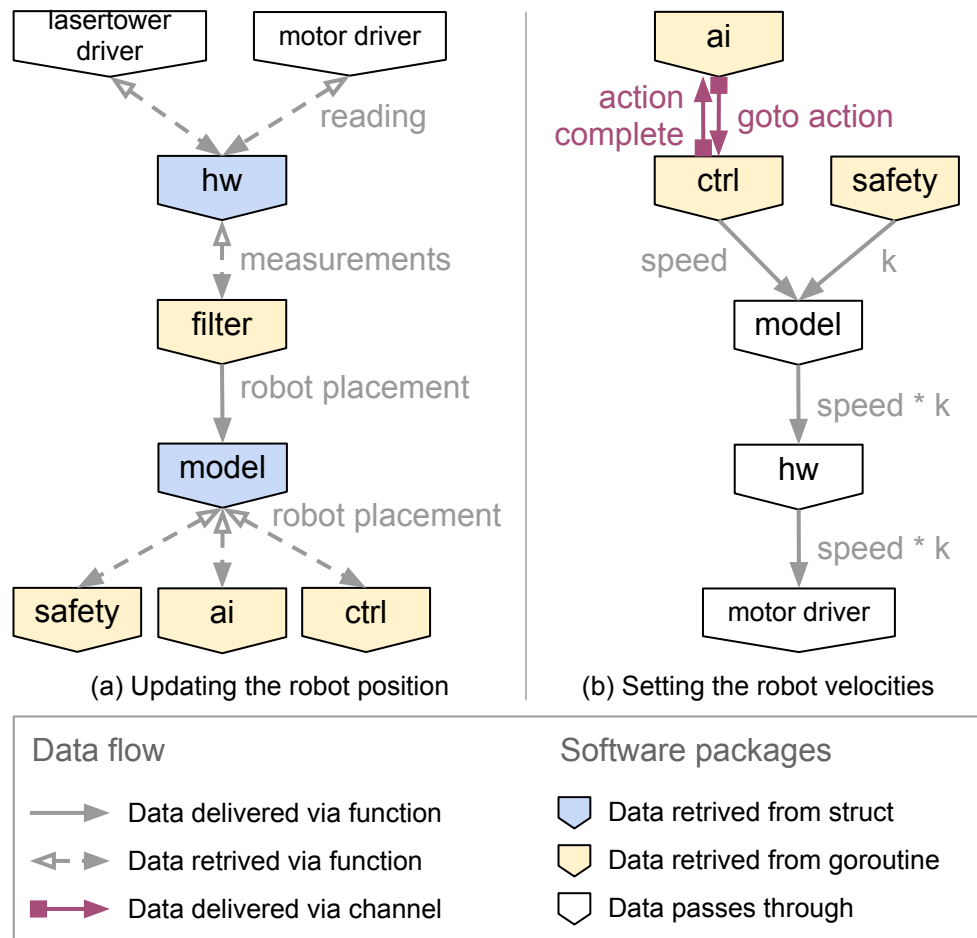 lasertower
driver
motor driver
reading
hw
measurements
filter
robot placement
model
robot placement
safety
ai
ctrl
(a) Updating the robot position
ai
action
complete
goto action
ctrl
safety
speed
k
model
speed * k
hw
speed * k
motor driver
(b) Setting the robot velocities
Data flow
Data delivered via function
Data retrived via function
Data delivered via channel
Software packages
Data retrived from struct
Data retrived from goroutine
Data passes through